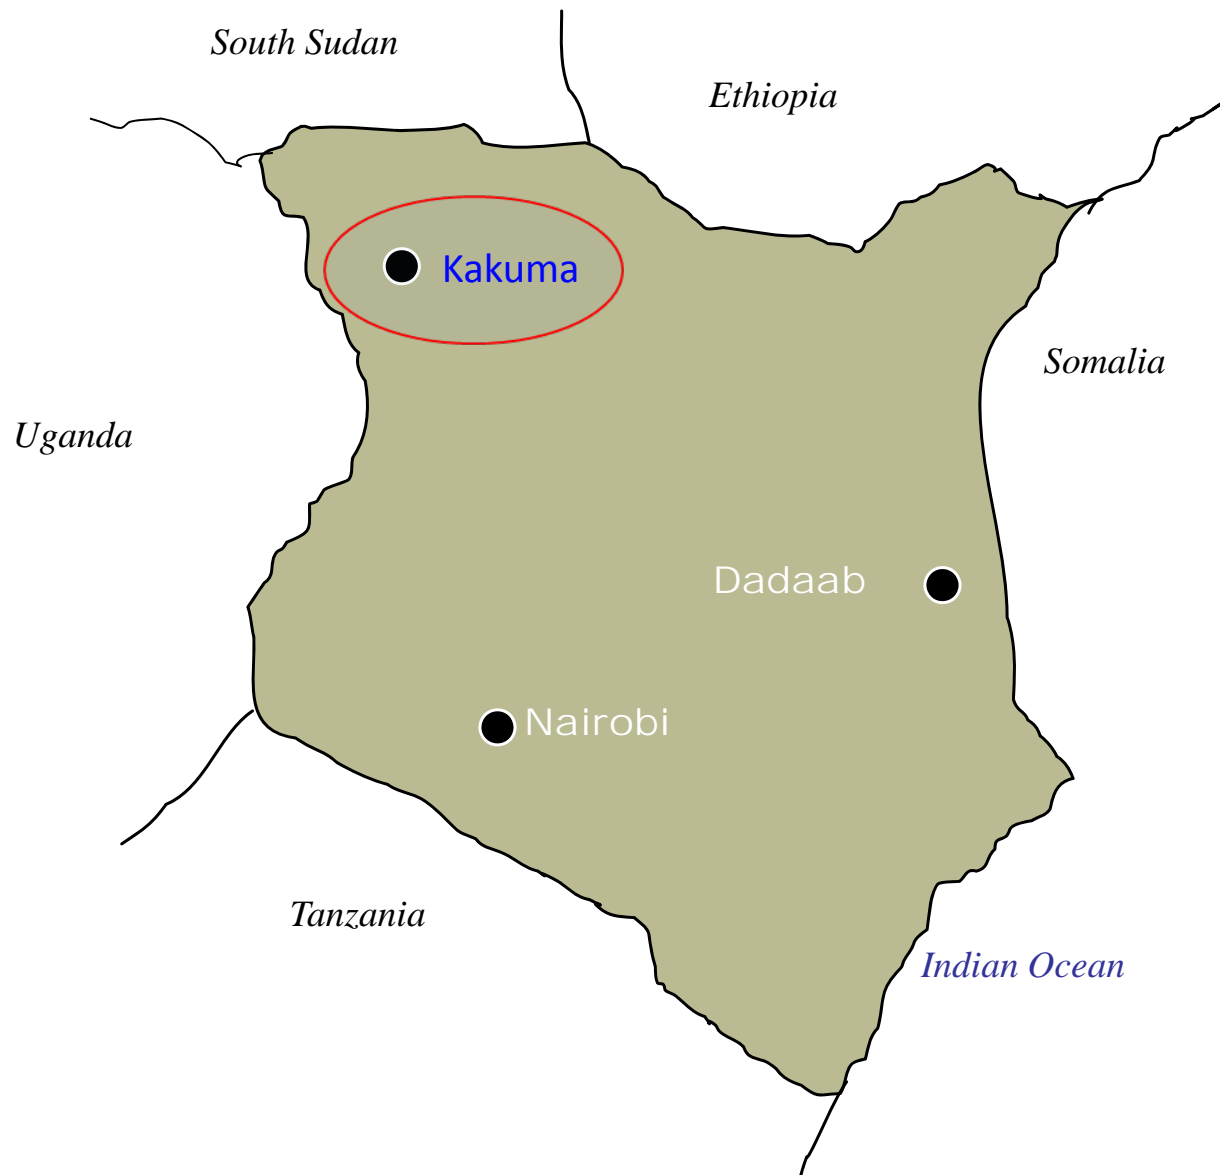 South Sudan
Ethiopia
Kakuma
Somalia
Uganda
Dadaab
Nairobi
Tanzania
Indian Ocean